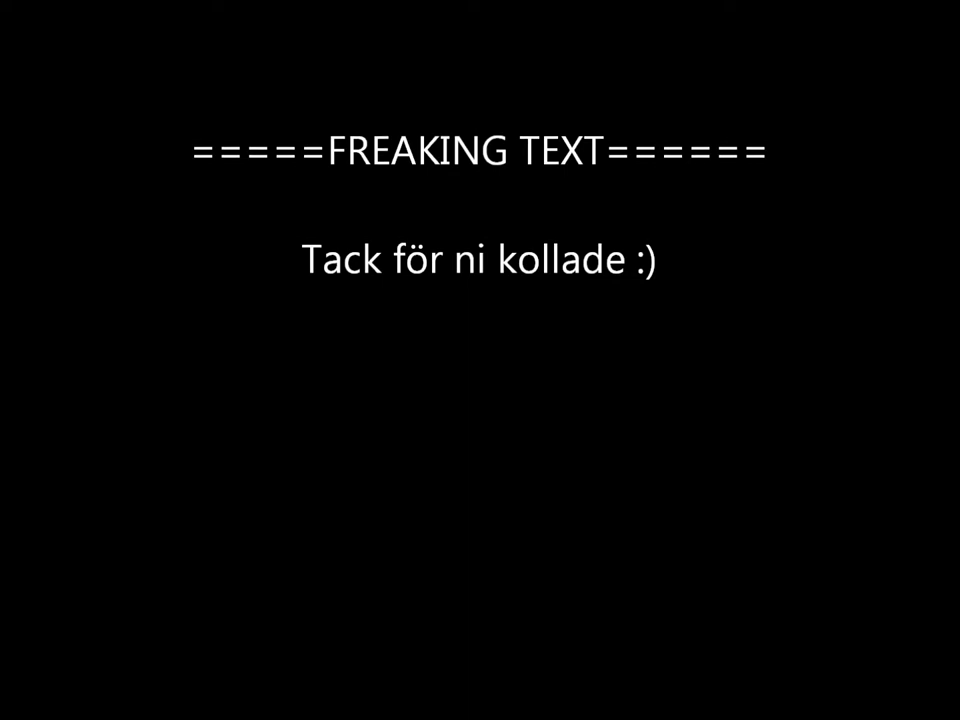 =====FREAKING TEXT======
Tack för ni kollade :)